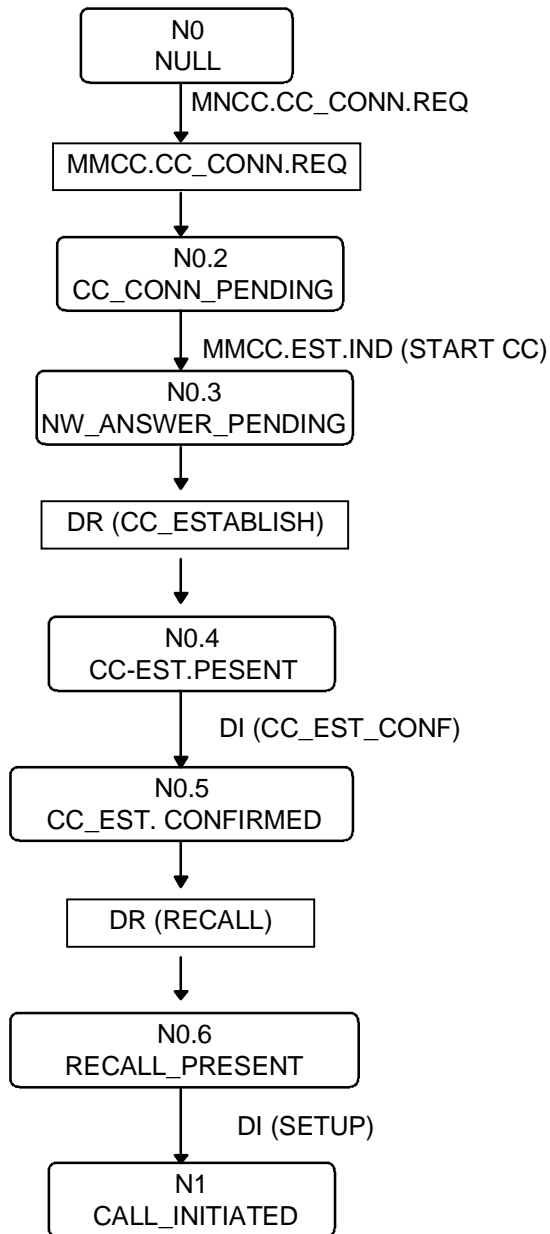 N0
NULL
MNCC.CC_CONN.REQ
MMCC.CC_CONN.REQ
N0.2
CC_CONN_PENDING
MMCC.EST.IND (START CC)
N0.3
NW_ANSWER_PENDING
DR (CC_ESTABLISH)
N0.4
CC-EST.PESENT
DI (CC_EST_CONF)
N0.5
CC_EST. CONFIRMED
DR (RECALL)
N0.6
RECALL_PRESENT
DI (SETUP)
N1
CALL_INITIATED